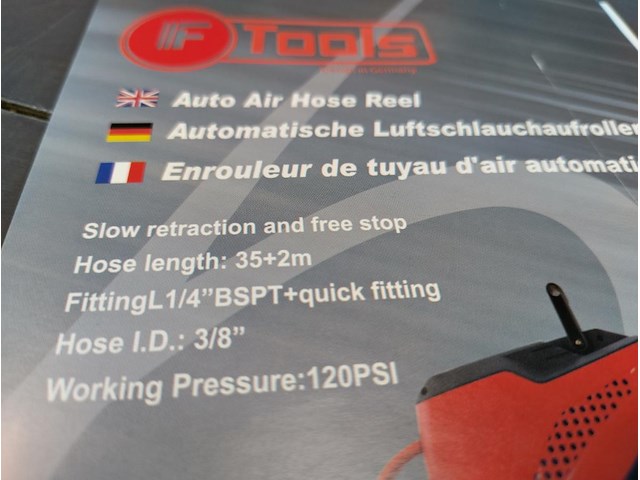 F Tools
Auto Air Hose Reel
Automatische Luftschlauchaufroller
Enrouleur de tuyau d'air automati
Slow retraction and free stop
Hose length: 35+2m
FittingL1/4”BSPT+quick fitting
Hose I.D.: 3/8”
Working Pressure:120PSI